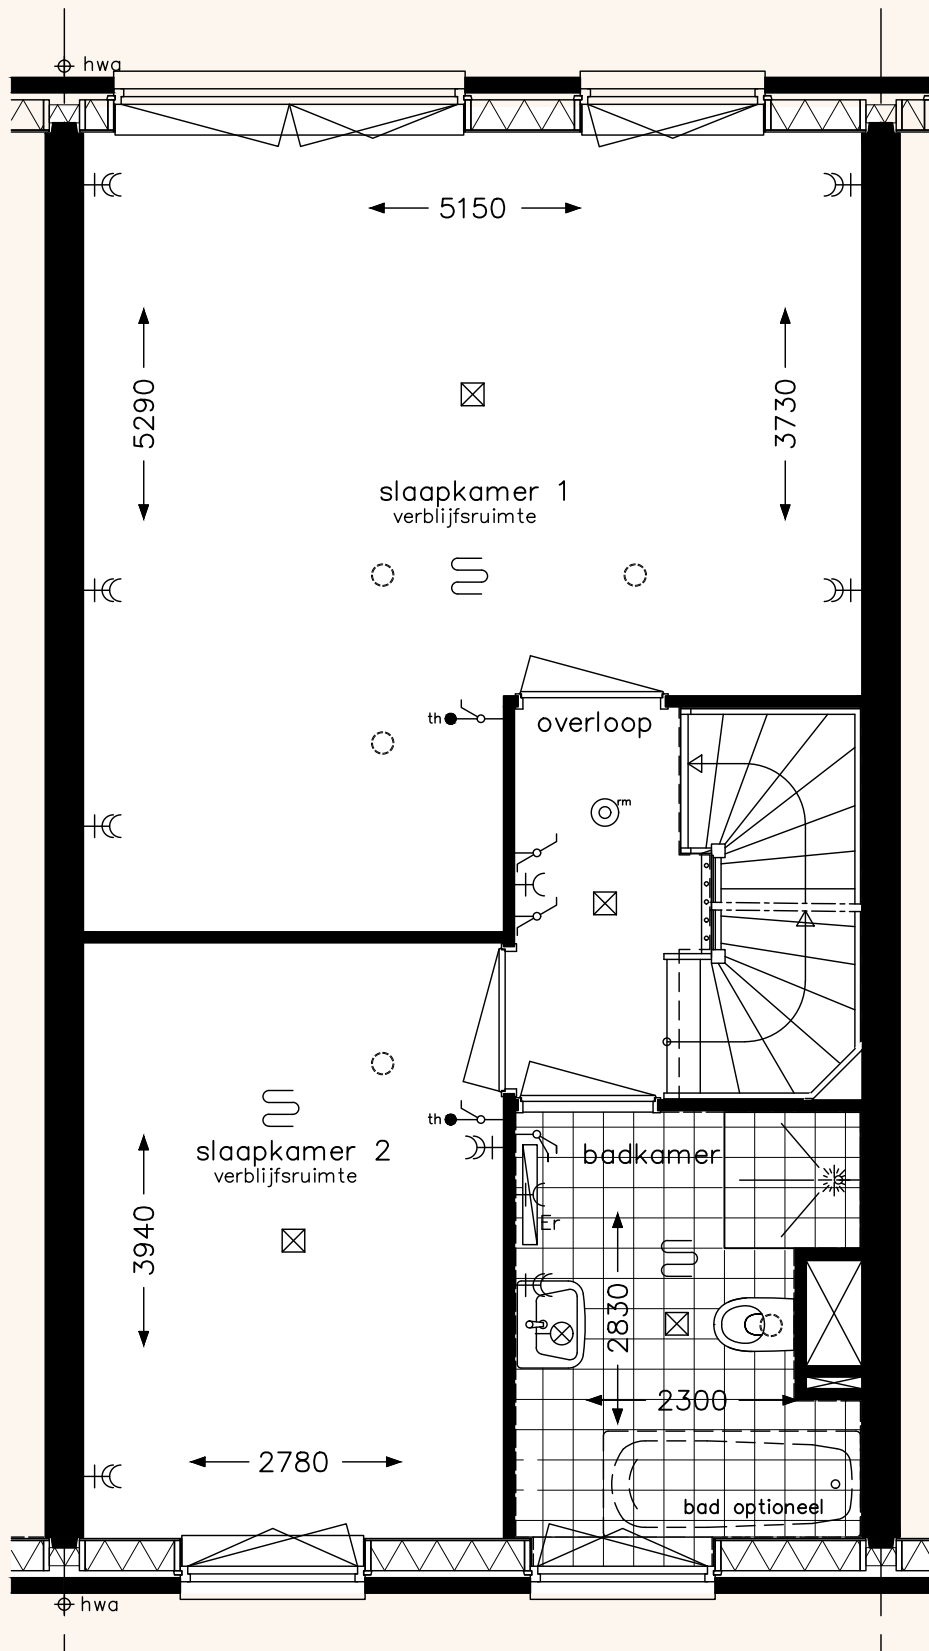 hwa
5150
5290
3730
slaapkamer 1
verblijfsruimte
th
overloop
rm
th
slaapkamer 2
verblijfsruimte
badkamer
Er
3940
2830
2300
2780
bad optioneel
hwa